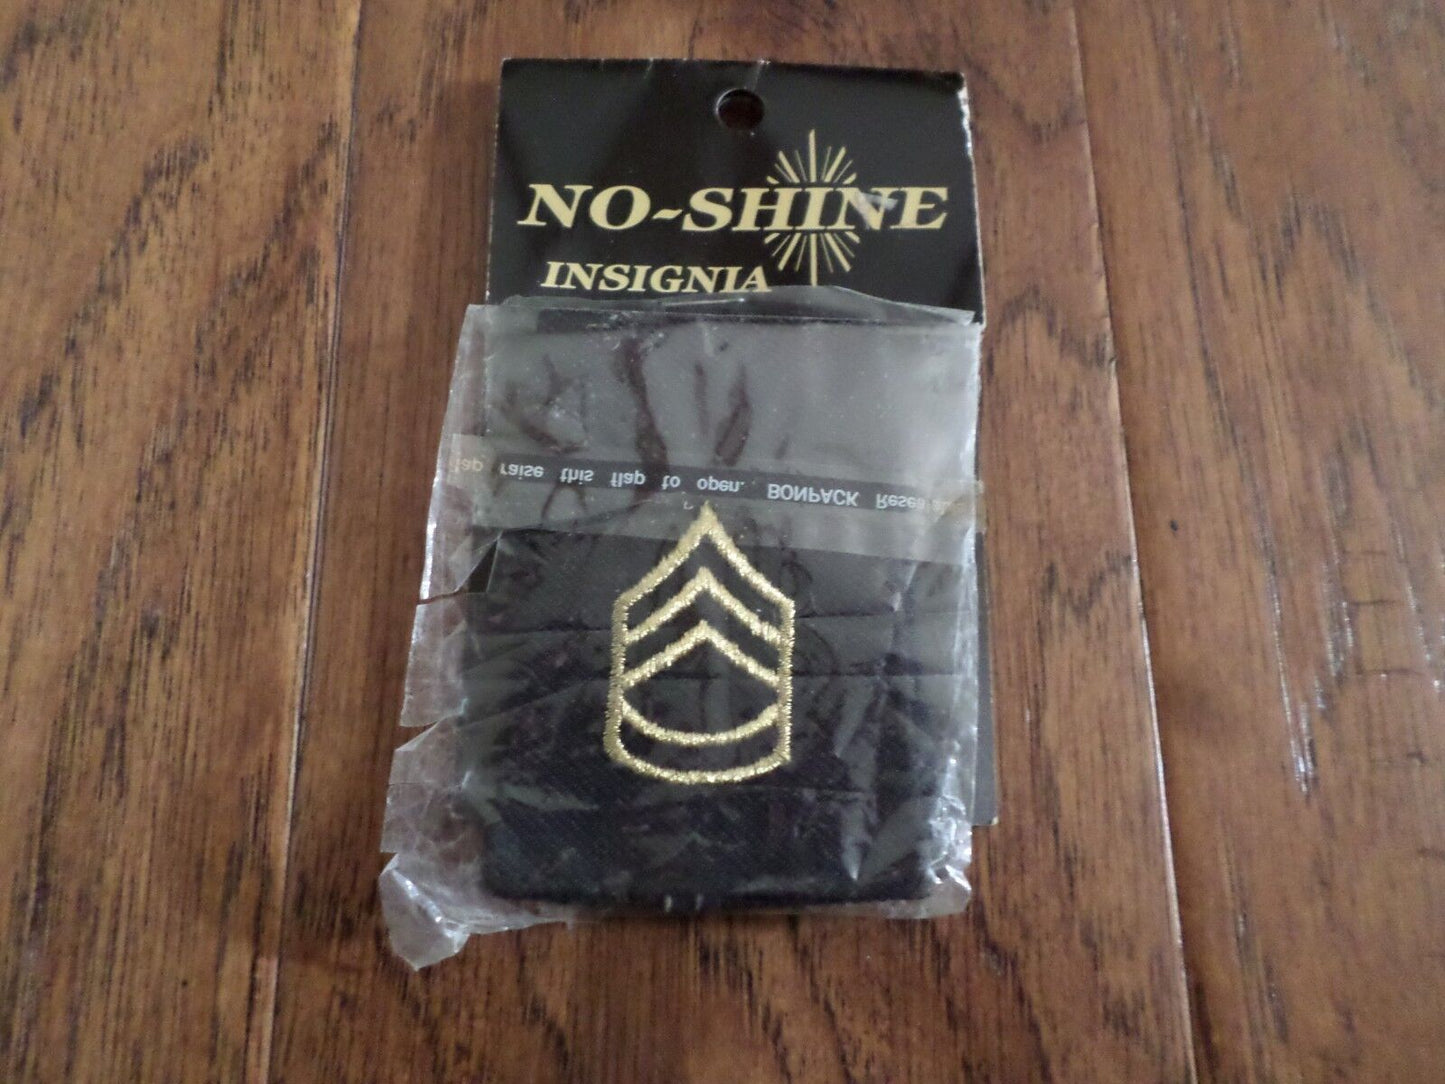 NO-SHINE
INSIGNIA
raise this flap to open. BONPACK